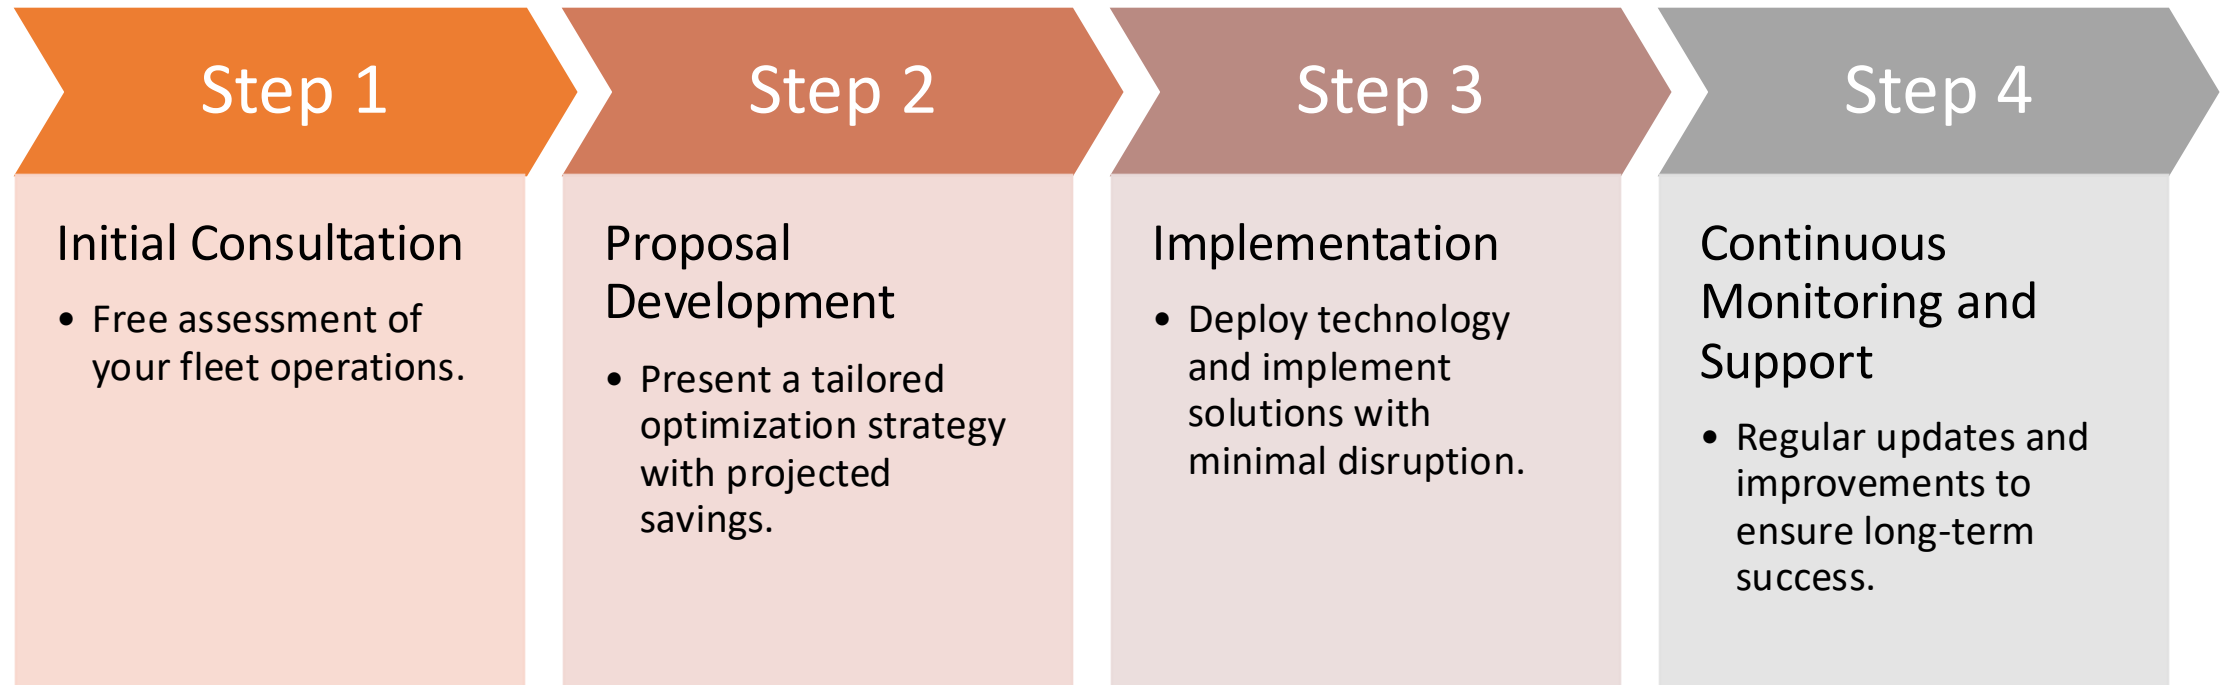 Step 1
Initial Consultation
• Free assessment of
your fleet operations.
Step 2
Proposal
Development
• Present a tailored
optimization strategy
with projected
savings.
Step 3
Implementation
• Deploy technology
and implement
solutions with
minimal disruption.
Step 4
Continuous
Monitoring and
Support
• Regular updates and
improvements to
ensure long-term
success.